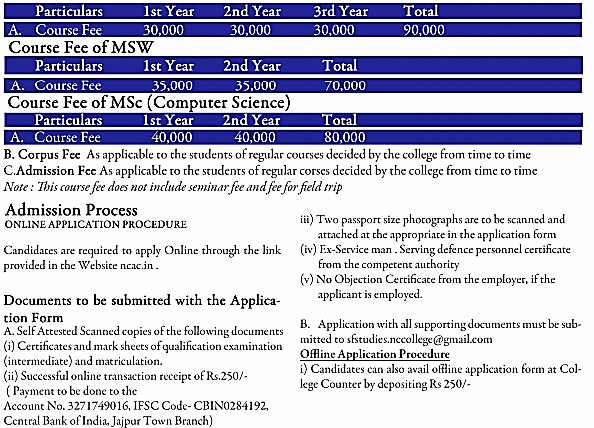 Particulars 1st Year 2nd Year 3rd Year Total
A. Course Fee 30,000 30,000 30,000 90,000
Course Fee of MSW
Particulars 1st Year 2nd Year Total
A. Course Fee 35,000 35,000 70,000
Course Fee of MSc (Computer Science)
Particulars 1st Year 2nd Year Total
A. Course Fee 40,000 40,000 80,000
B. Corpus Fee As applicable to the students of regular courses decided by the college from time to time
C.Admission Fee As applicable to the students of regular corses decided by the college from time to time
Note : This course fee does not include seminar fee and fee for field trip
Admission Process
ONLINE APPLICATION PROCEDURE
Candidates are required to apply Online through the link
provided in the Website ncac.in .
Documents to be submitted with the Applica-
tion Form
A. Self Attested Scanned copies of the following documents
(i) Certificates and mark sheets of qualification examination
(intermediate) and matriculation.
(ii) Successful online transaction receipt of Rs.250/-
( Payment to be done to the
Account No. 3271749016, IFSC Code- CBIN0284192,
Central Bank of India, Jajpur Town Branch)
iii) Two passport size photographs are to be scanned and
attached at the appropriate in the application form
(iv) Ex-Service man . Serving defence personnel certificate
from the competent authority
(v) No Objection Certificate from the employer, if the
applicant is employed.
B. Application with all supporting documents must be sub-
mitted to sfstudies.nccollege@gmail.com
Offline Application Procedure
i) Candidates can also avail offline application form at Col-
lege Counter by depositing Rs 250/-